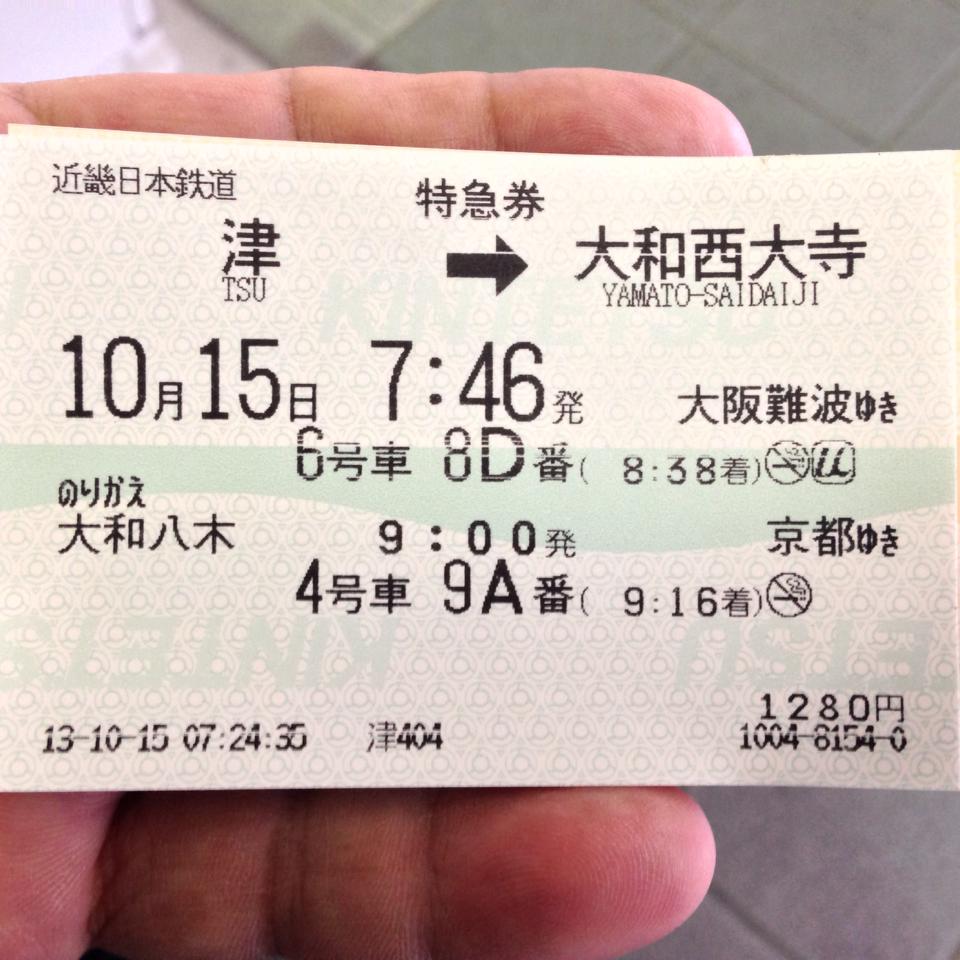 近畿日本鉄道
特急券
津 ➡ 大和西大寺
TSU YAMATO-SAIDAIJI
10月15日 7:46発 大阪難波ゆき
6号車 8D番( 8:38着)
のりかえ
大和八木 9:00発 京都ゆき
4号車 9A番( 9:16着)
1280円
13-10-15 07:24:35 津404 1004-8154-0
KINTETSU